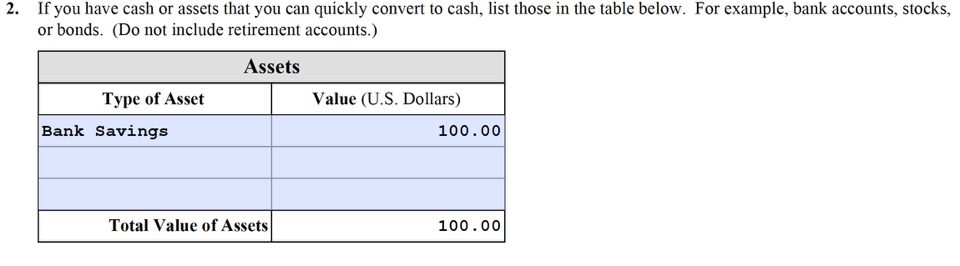 2. If you have cash or assets that you can quickly convert to cash, list those in the table below. For example, bank accounts, stocks,
or bonds. (Do not include retirement accounts.)
Assets
Type of Asset Value (U.S. Dollars)
Bank Savings 100.00
Total Value of Assets 100.00